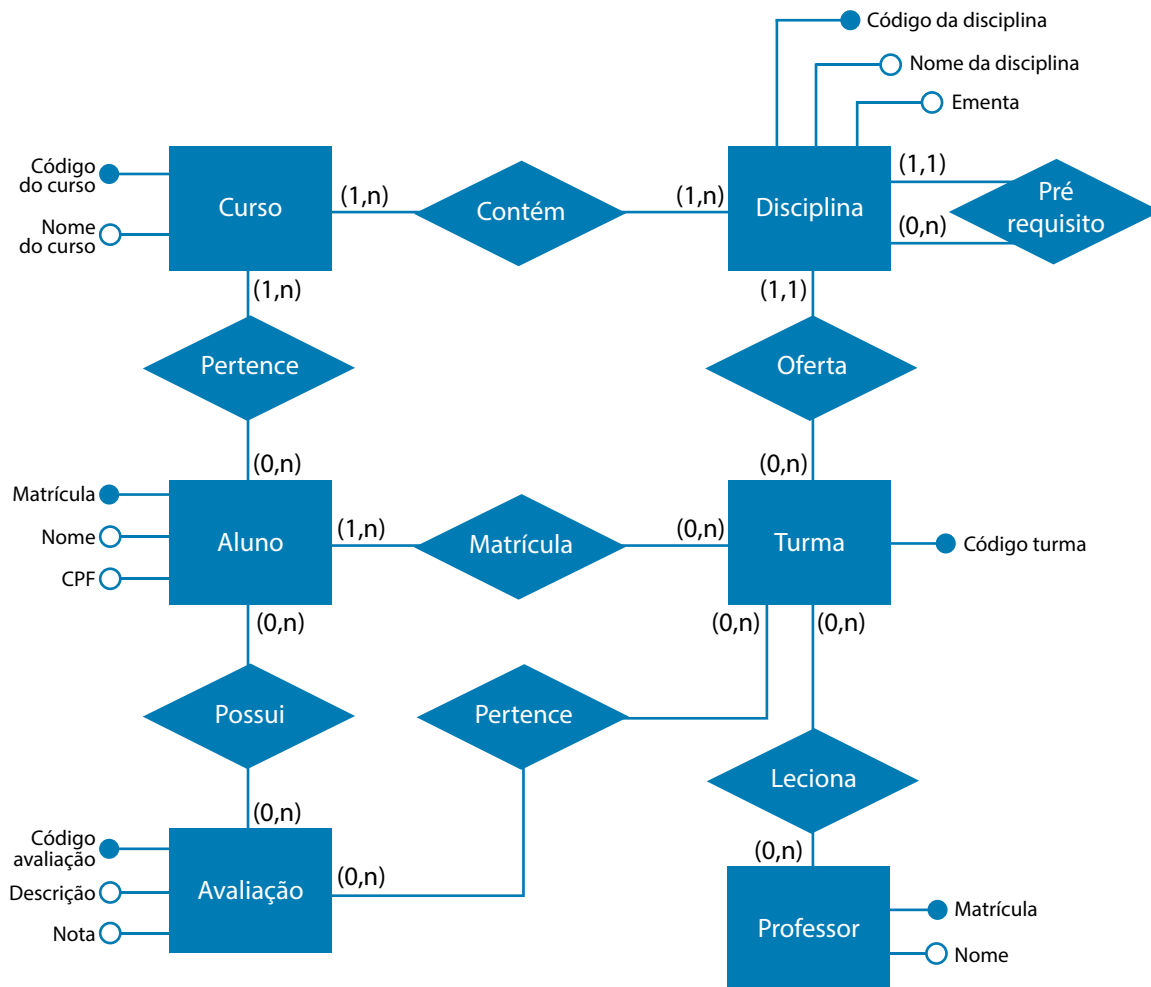 Código da disciplina
Nome da disciplina
Ementa
Código
do curso
Nome
do curso
Curso
(1,n)
Contém
(1,n)
Disciplina
(1,1)
(0,n)
Pré
requisito
(1,n)
(1,1)
Pertence
Oferta
(0,n)
(0,n)
Matrícula
Nome
CPF
Aluno
(1,n)
Matrícula
(0,n)
Turma
Código turma
(0,n)
(0,n)
(0,n)
Possui
Pertence
Leciona
(0,n)
(0,n)
Código
avaliação
Descrição
Nota
Avaliação
(0,n)
Professor
Matrícula
Nome